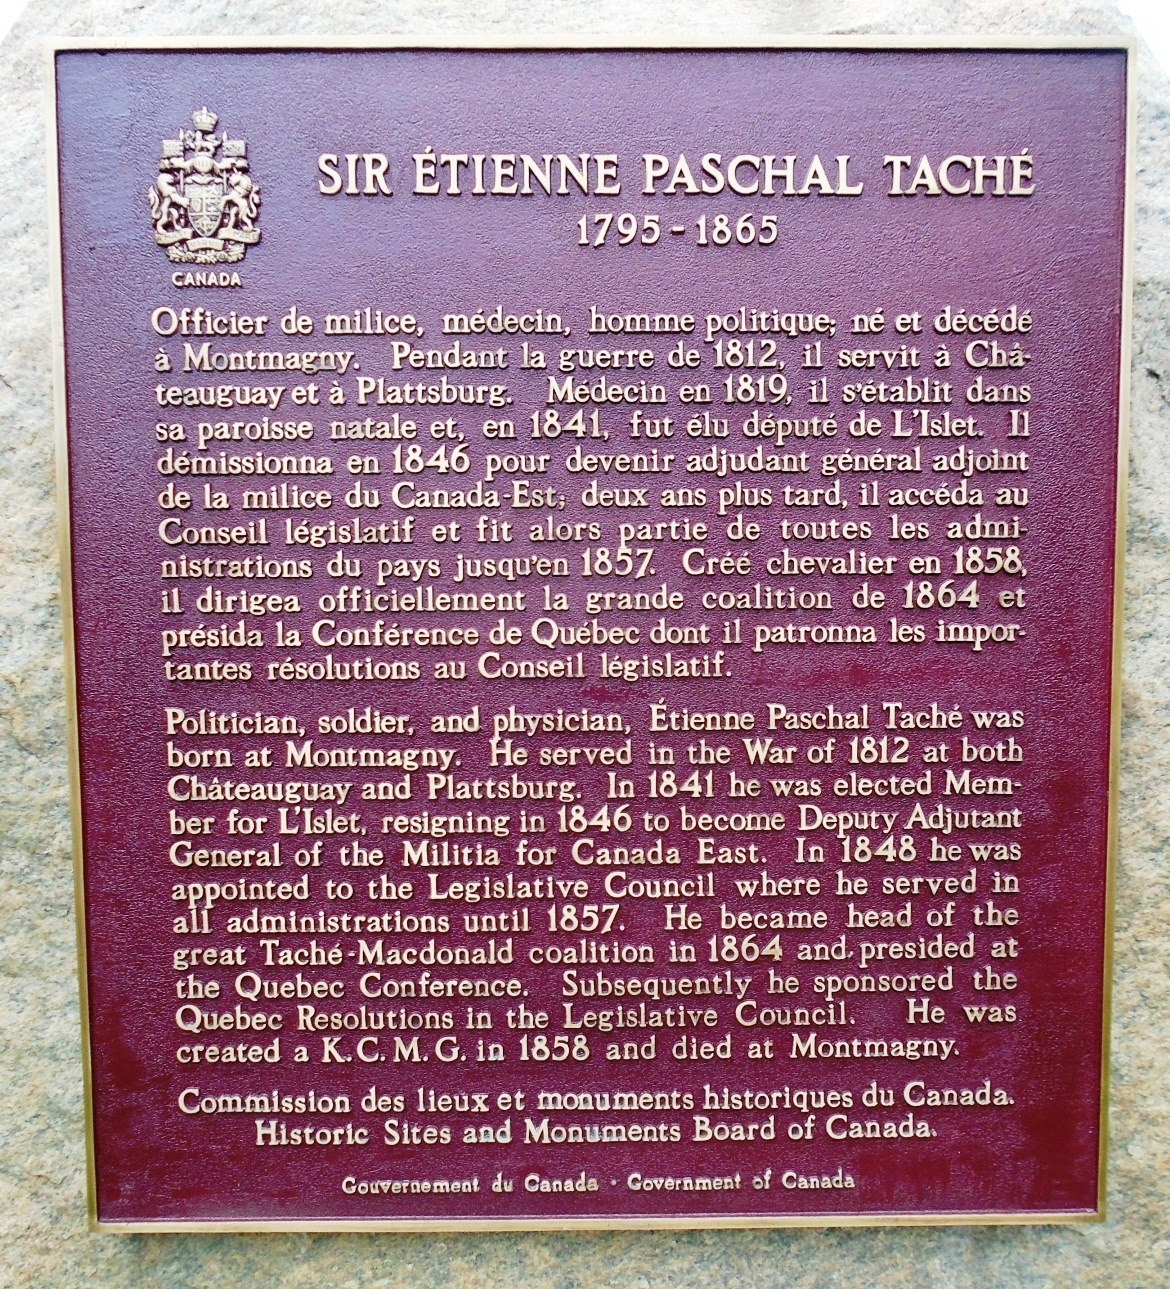 SIR ÉTIENNE PASCHAL TACHÉ
1795 - 1865
CANADA
Officier de milice, médecin, homme politique; né et décédé
à Montmagny. Pendant la guerre de 1812, il servit à Châ-
teauguay et à Plattsburg. Médecin en 1819, il s'établit dans
sa paroisse natale et, en 1841, fut élu député de L'Islet. Il
démissionna en 1846 pour devenir adjudant général adjoint
de la milice du Canada-Est; deux ans plus tard, il accéda au
Conseil législatif et fit alors partie de toutes les admi-
nistrations du pays jusqu'en 1857. Créé chevalier en 1858,
il dirigea officiellement la grande coalition de 1864 et
présida la Conférence de Québec dont il patronna les impor-
tantes résolutions au Conseil législatif.
Politician, soldier, and physician, Étienne Paschal Taché was
born at Montmagny. He served in the War of 1812 at both
Châteauguay and Plattsburg. In 1841 he was elected Mem-
ber for L'Islet, resigning in 1846 to become Deputy Adjutant
General of the Militia for Canada East. In 1848 he was
appointed to the Legislative Council where he served in
all administrations until 1857. He became head of the
great Taché-Macdonald coalition in 1864 and presided at
the Quebec Conference. Subsequently he sponsored the
Quebec Resolutions in the Legislative Council. He was
created a K.C.M.G. in 1858 and died at Montmagny.
Commission des lieux et monuments historiques du Canada.
Historic Sites and Monuments Board of Canada.
Gouvernement du Canada · Government of Canada